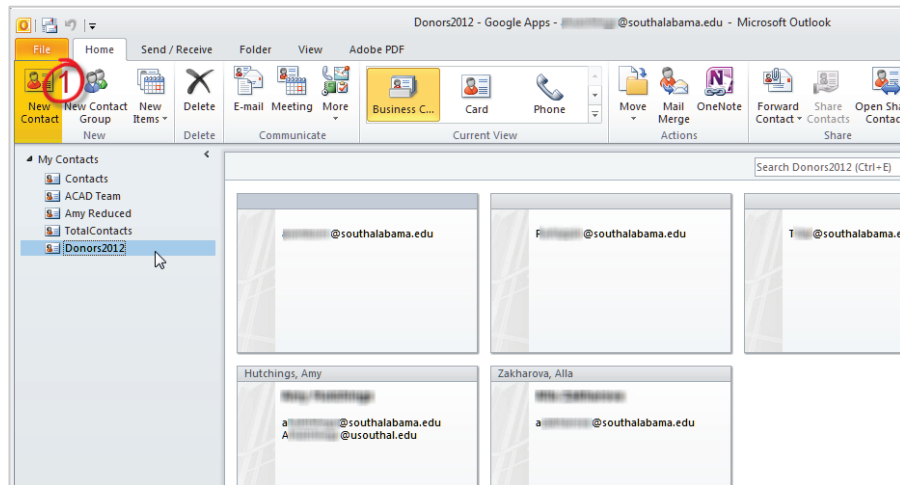 Donors2012 - Google Apps - @southalabama.edu - Microsoft Outlook
File Home Send / Receive Folder View Adobe PDF
1
New Contact
New Contact Group
New Items
Delete
E-mail
Meeting
More
Business C...
Card
Phone
Move
Mail Merge
OneNote
Forward Contact
Share Contacts
Open Sha
Contac
New Delete Communicate Current View Actions Share
My Contacts
Search Donors2012 (Ctrl+E)
Contacts
ACAD Team
Amy Reduced
TotalContacts
Donors2012
@southalabama.edu
@southalabama.edu
T @southalabama.e
Hutchings, Amy
a @southalabama.edu
A @usouthal.edu
Zakharova, Alla
a @southalabama.edu